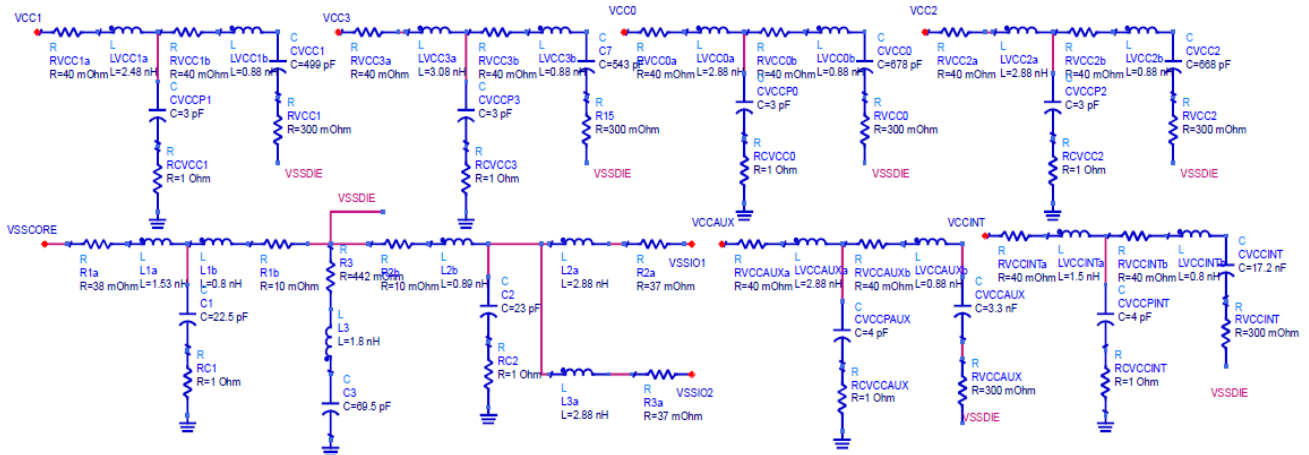 VCC1
R
RVCC1a
R=40 mOhm
L
LVCC1a
L=2.48 nH
R
RVCC1b
R=40 mOhm
L
LVCC1b
L=0.88 nH
C
CVCC1
C=499 pF
C
CVCCP1
C=3 pF
R
RCVCC1
R=1 Ohm
R
RVCC1
R=300 mOhm
VSSDIE
VCC3
R
RVCC3a
R=40 mOhm
L
LVCC3a
L=3.08 nH
R
RVCC3b
R=40 mOhm
L
LVCC3b
L=0.88 nH
C
C7
C=543 pF
C
CVCCP3
C=3 pF
R
RCVCC3
R=1 Ohm
R
R15
R=300 mOhm
VSSDIE
VCC0
R
RVCC0a
R=40 mOhm
L
LVCC0a
L=2.88 nH
R
RVCC0b
R=40 mOhm
L
LVCC0b
L=0.88 nH
C
CVCC0
C=678 pF
C
CVCCP0
C=3 pF
R
RCVCC0
R=1 Ohm
R
RVCC0
R=300 mOhm
VSSDIE
VCC2
R
RVCC2a
R=40 mOhm
L
LVCC2a
L=2.88 nH
R
RVCC2b
R=40 mOhm
L
LVCC2b
L=0.88 nH
C
CVCC2
C=668 pF
C
CVCCP2
C=3 pF
R
RCVCC2
R=1 Ohm
R
RVCC2
R=300 mOhm
VSSDIE
VSSCORE
R
R1a
R=38 mOhm
L
L1a
L=1.53 nH
L
L1b
L=0.8 nH
R
R1b
R=10 mOhm
C
C1
C=22.5 pF
R
RC1
R=1 Ohm
VSSDIE
R
R3
R=442 mOhm
L
L3
L=1.8 nH
C
C3
C=69.5 pF
R
R2b
R=10 mOhm
L
L2b
L=0.89 nH
C
C2
C=23 pF
R
RC2
R=1 Ohm
L
L2a
L=2.88 nH
R
R2a
R=37 mOhm
VSSIO1
L
L3a
L=2.88 nH
R
R3a
R=37 mOhm
VSSIO2
VCCAUX
R
RVCCAUXa
R=40 mOhm
L
LVCCAUXa
L=2.88 nH
R
RVCCAUXb
R=40 mOhm
L
LVCCAUXb
L=0.88 nH
C
CVCCAUX
C=3.3 nF
C
CVCCPAUX
C=4 pF
R
RCVCCAUX
R=1 Ohm
R
RVCCAUX
R=300 mOhm
VSSDIE
VCCINT
R
RVCCINTa
R=40 mOhm
L
LVCCINTa
L=1.5 nH
R
RVCCINTb
R=40 mOhm
L
LVCCINTb
L=0.8 nH
C
CVCCINT
C=17.2 nF
C
CVCCPINT
C=4 pF
R
RCVCCINT
R=1 Ohm
R
RVCCINT
R=300 mOhm
VSSDIE